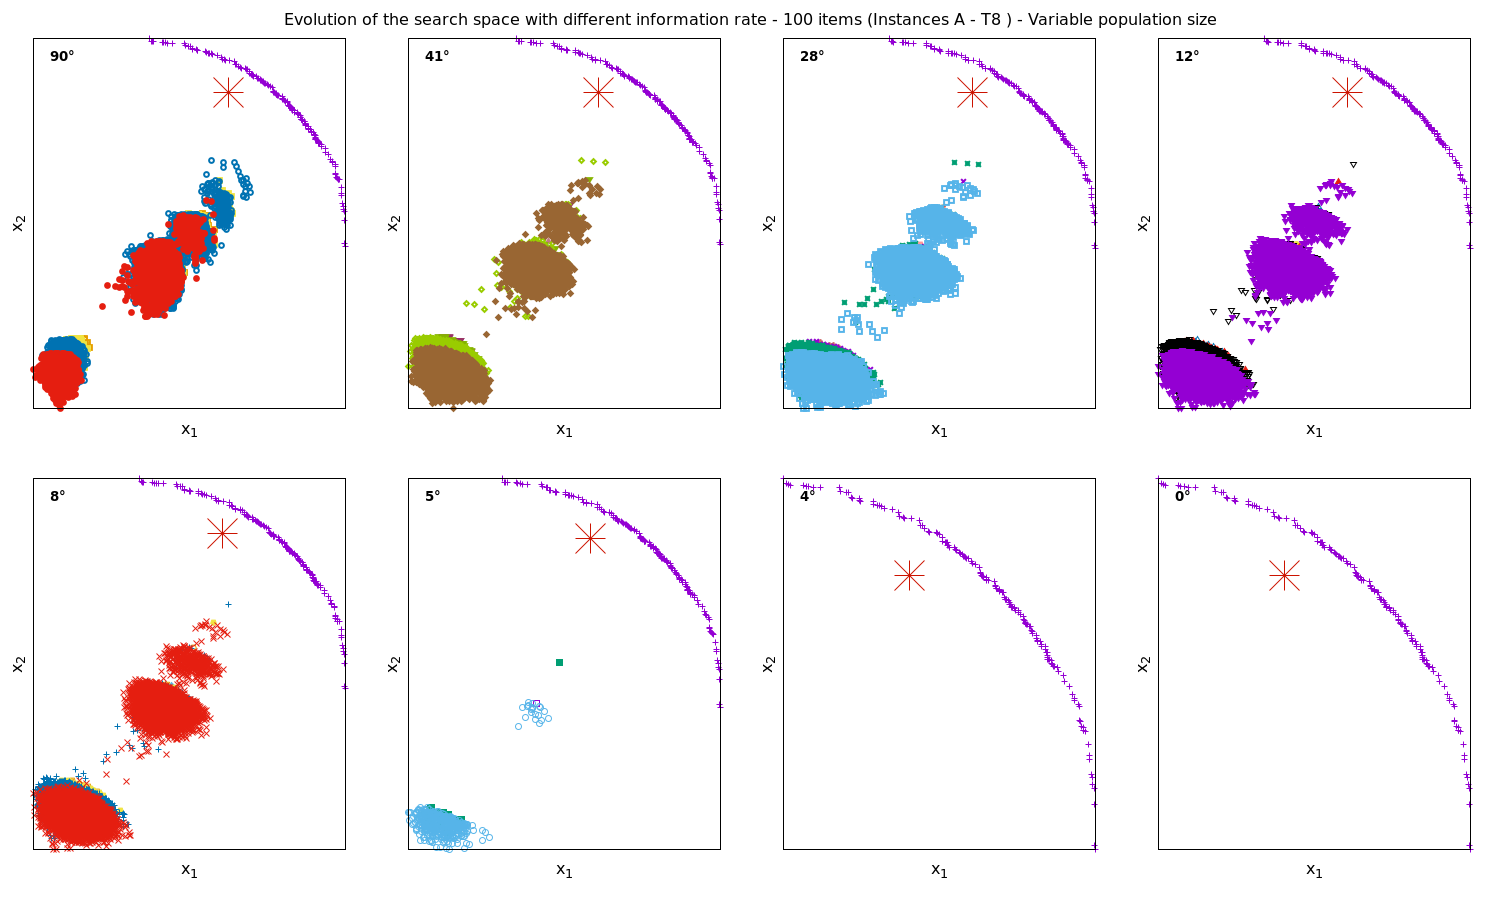 Evolution of the search space with different information rate - 100 items (Instances A - T8 ) - Variable population size
90°
41°
28°
12°
x2
x2
x2
x2
x1
x1
x1
x1
8°
5°
4°
0°
x2
x2
x2
x2
x1
x1
x1
x1